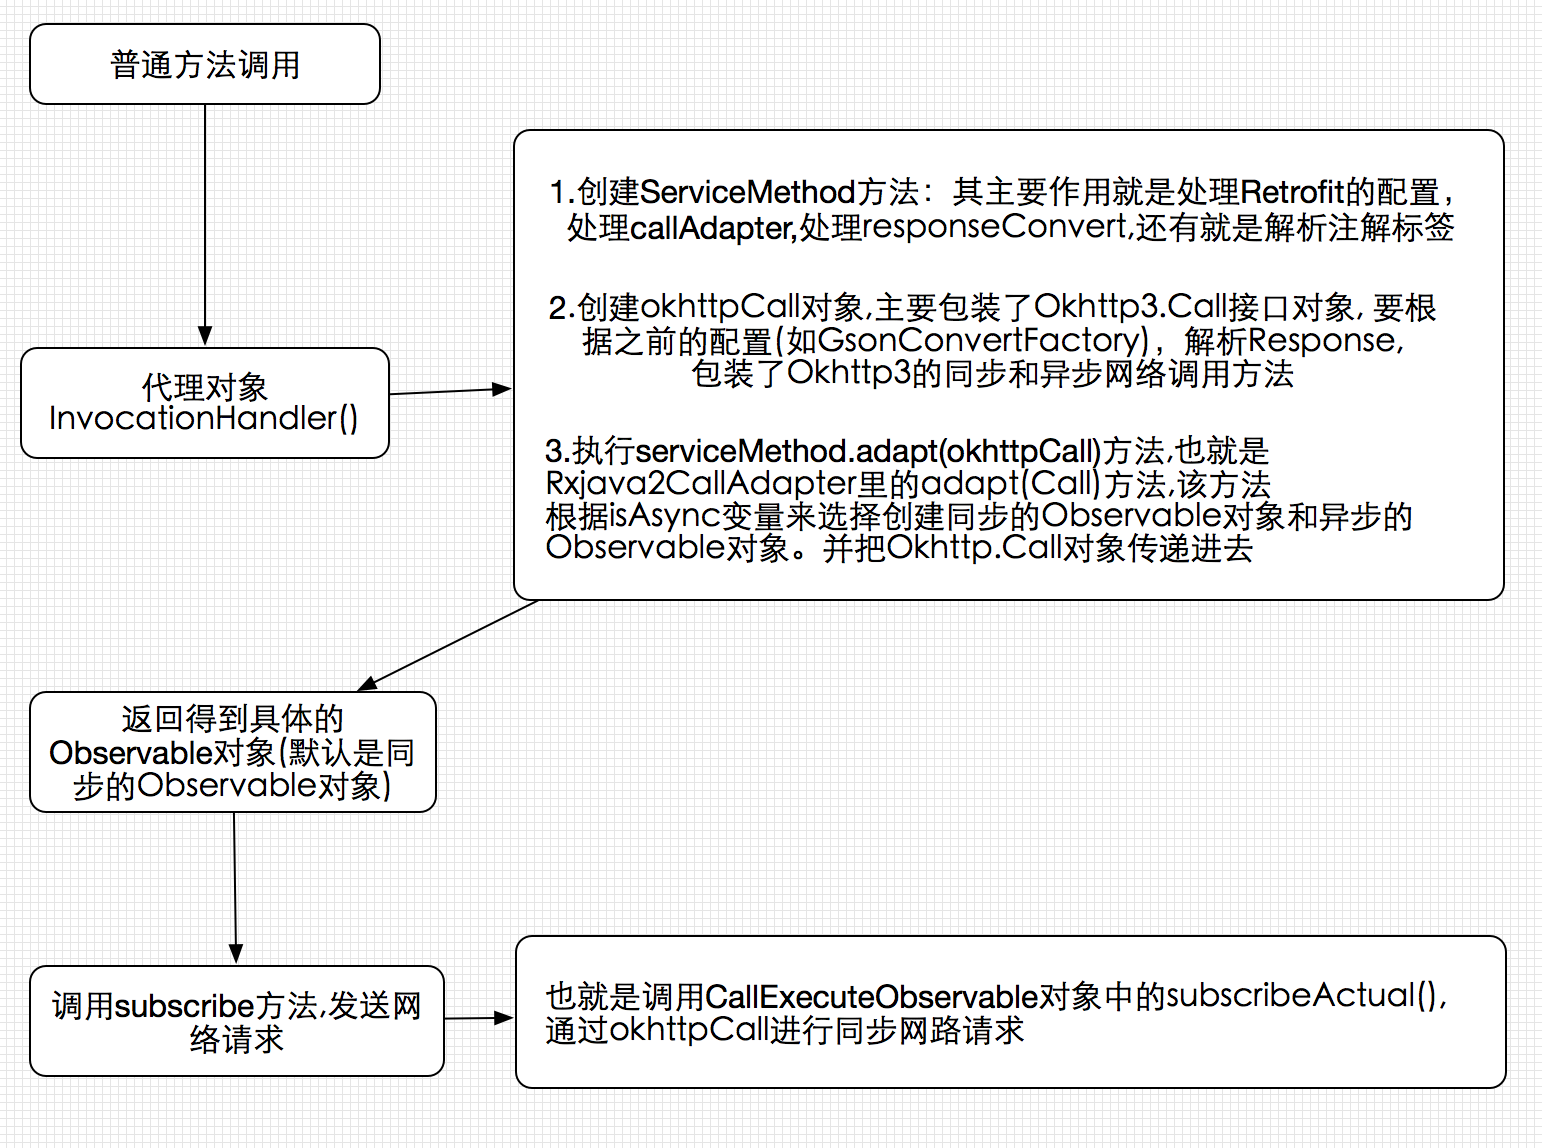 普通方法调用
代理对象
InvocationHandler()
1.创建ServiceMethod方法：其主要作用就是处理Retrofit的配置，
处理callAdapter,处理responseConvert,还有就是解析注解标签
2.创建okhttpCall对象,主要包装了Okhttp3.Call接口对象, 要根
据之前的配置(如GsonConvertFactory)，解析Response,
包装了Okhttp3的同步和异步网络调用方法
3.执行serviceMethod.adapt(okhttpCall)方法,也就是
Rxjava2CallAdapter里的adapt(Call)方法,该方法
根据isAsync变量来选择创建同步的Observable对象和异步的
Observable对象。并把Okhttp.Call对象传递进去
返回得到具体的
Observable对象(默认是同
步的Observable对象)
调用subscribe方法,发送网
络请求
也就是调用CallExecuteObservable对象中的subscribeActual(),
通过okhttpCall进行同步网路请求